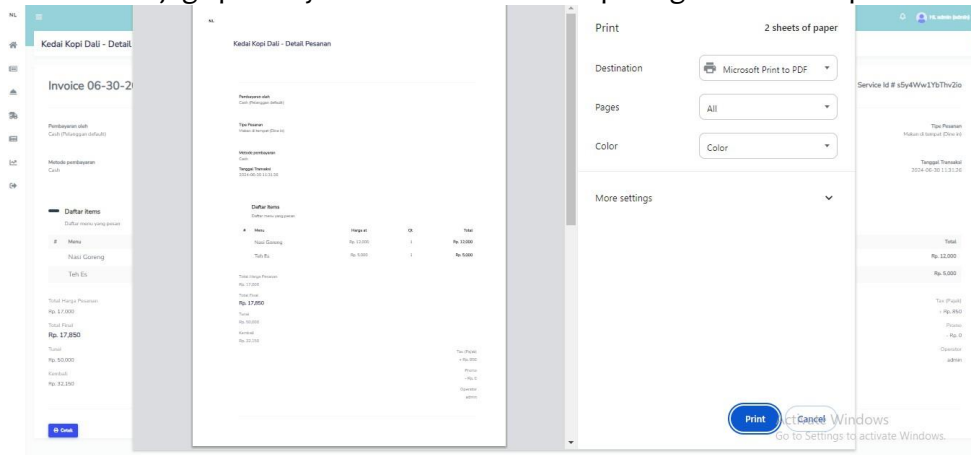 NL
NL admin (admin)
Kedai Kopi Dali - Detail
Invoice 06-30-2
Service Id # s5y4Ww1YbThv2io
Pembayaran oleh
Cash (Pelanggan default)
Tipe Pesanan
Makan di tempat (Dine in)
Metode pembayaran
Cash
Tanggal Transaksi
2024-06-30 11:31:26
Daftar Items
Daftar menu yang pesan
# Menu Total
Nasi Goreng Rp. 12,000
Teh Es Rp. 5,000
Total Harga Pesanan
Rp. 17,000
Total Final
Rp. 17,850
Tunai
Rp. 50,000
Kembali
Rp. 32,150
Tax (Pajak)
+ Rp. 850
Promo
- Rp. 0
Operator
admin
Cetak
NL
Kedai Kopi Dali - Detail Pesanan
Pembayaran oleh
Cash (Pelanggan default)
Tipe Pesanan
Makan di tempat (Dine in)
Metode pembayaran
Cash
Tanggal Transaksi
2024-06-30 11:31:26
Daftar Items
Daftar menu yang pesan
# Menu Harga st Qt Total
Nasi Goreng Rp. 12,000 1 Rp. 12,000
Teh Es Rp. 5,000 1 Rp. 5,000
Total Harga Pesanan
Rp. 17,000
Total Final
Rp. 17,850
Tunai
Rp. 50,000
Kembali
Rp. 32,150
Tax (Pajak)
+ Rp. 850
Promo
- Rp. 0
Operator
admin
Print 2 sheets of paper
Destination Microsoft Print to PDF
Pages All
Color Color
More settings
Print Cancel
Activate Windows
Go to Settings to activate Windows.